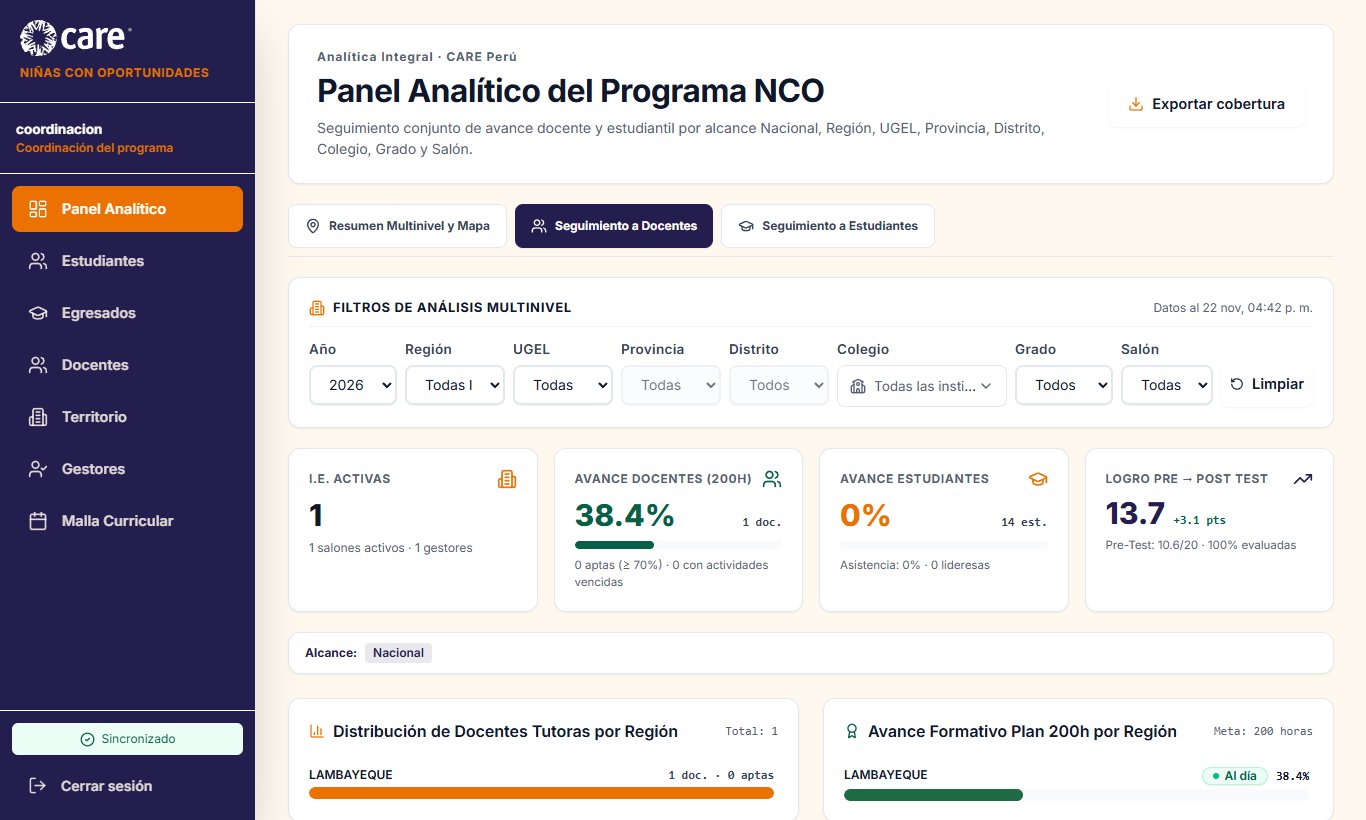 care
NIÑAS CON OPORTUNIDADES
coordinacion
Coordinación del programa
Panel Analítico
Estudiantes
Egresados
Docentes
Territorio
Gestores
Malla Curricular
Sincronizado
Cerrar sesión
Analítica Integral · CARE Perú
Panel Analítico del Programa NCO
Seguimiento conjunto de avance docente y estudiantil por alcance Nacional, Región, UGEL, Provincia, Distrito,
Colegio, Grado y Salón.
Exportar cobertura
Resumen Multinivel y Mapa
Seguimiento a Docentes
Seguimiento a Estudiantes
FILTROS DE ANÁLISIS MULTINIVEL
Datos al 22 nov, 04:42 p. m.
Año Región UGEL Provincia Distrito Colegio Grado Salón
2026 Todas l Todas Todas Todos Todas las insti... Todos Todas Limpiar
I.E. ACTIVAS
1
1 salones activos · 1 gestores
AVANCE DOCENTES (200H)
38.4% 1 doc.
0 aptas (≥ 70%) · 0 con actividades
vencidas
AVANCE ESTUDIANTES
0% 14 est.
Asistencia: 0% · 0 lideresas
LOGRO PRE → POST TEST
13.7 +3.1 pts
Pre-Test: 10.6/20 · 100% evaluadas
Alcance: Nacional
Distribución de Docentes Tutoras por Región Total: 1
LAMBAYEQUE 1 doc. · 0 aptas
Avance Formativo Plan 200h por Región Meta: 200 horas
LAMBAYEQUE Al día 38.4%